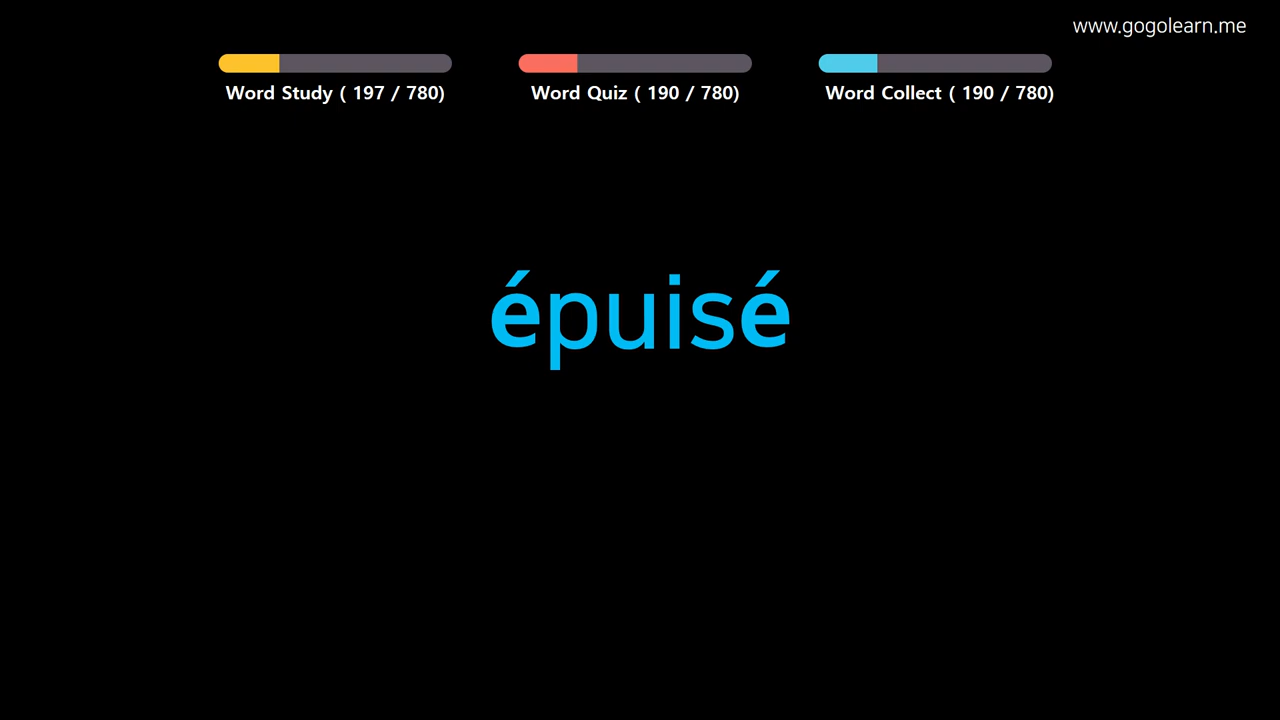 www.gogolearn.me
Word Study ( 197 / 780)
Word Quiz ( 190 / 780)
Word Collect ( 190 / 780)
épuisé